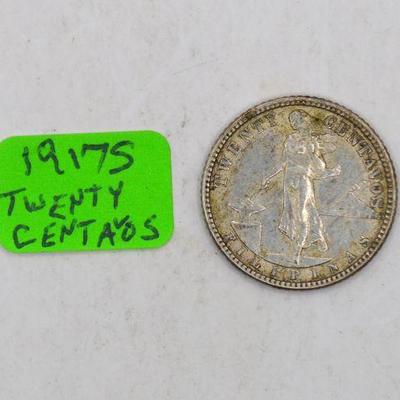 1917S
TWENTY
CENTAVOS
TWENTY CENTAVOS
FILIPINAS